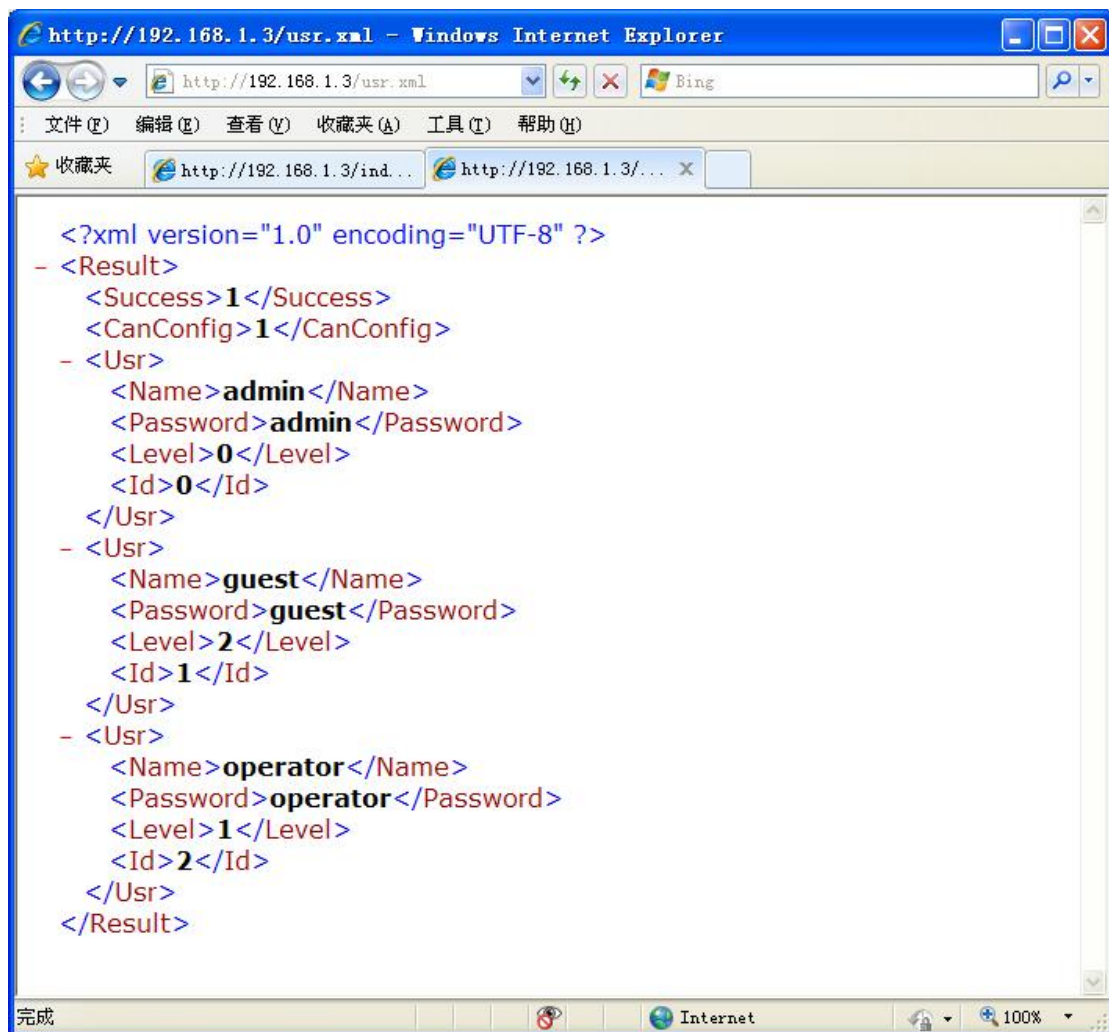 http://192.168.1.3/usr.xml - Windows Internet Explorer
http://192.168.1.3/usr.xml Bing
文件(F) 编辑(E) 查看(V) 收藏夹(A) 工具(T) 帮助(H)
收藏夹 http://192.168.1.3/ind... http://192.168.1.3/... X
<?xml version="1.0" encoding="UTF-8" ?>
- <Result>
<Success>1</Success>
<CanConfig>1</CanConfig>
- <Usr>
<Name>admin</Name>
<Password>admin</Password>
<Level>0</Level>
<Id>0</Id>
</Usr>
- <Usr>
<Name>guest</Name>
<Password>guest</Password>
<Level>2</Level>
<Id>1</Id>
</Usr>
- <Usr>
<Name>operator</Name>
<Password>operator</Password>
<Level>1</Level>
<Id>2</Id>
</Usr>
</Result>
完成 Internet 100%